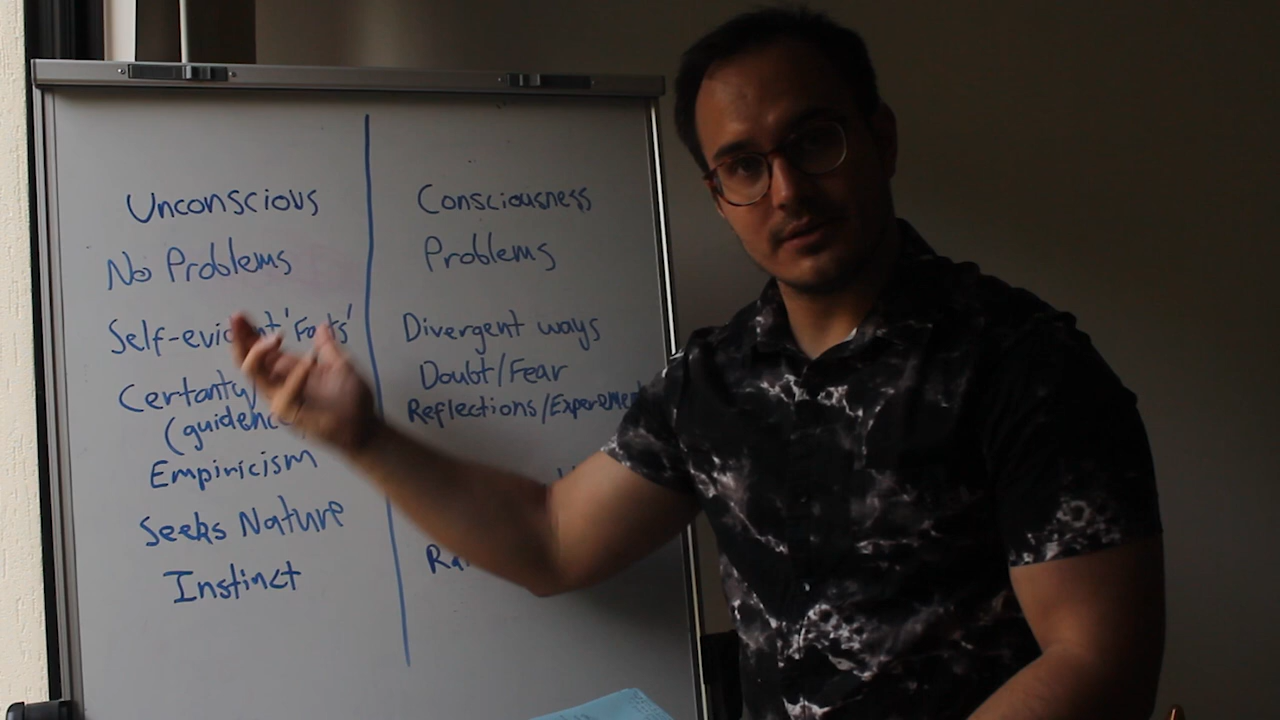 Unconscious
No Problems
Self-evident 'Facts'
Certanty
(guidence
Empiricism
Seeks Nature
Instinct
Consciousness
Problems
Divergent ways
Doubt/Fear
Reflections/Experement